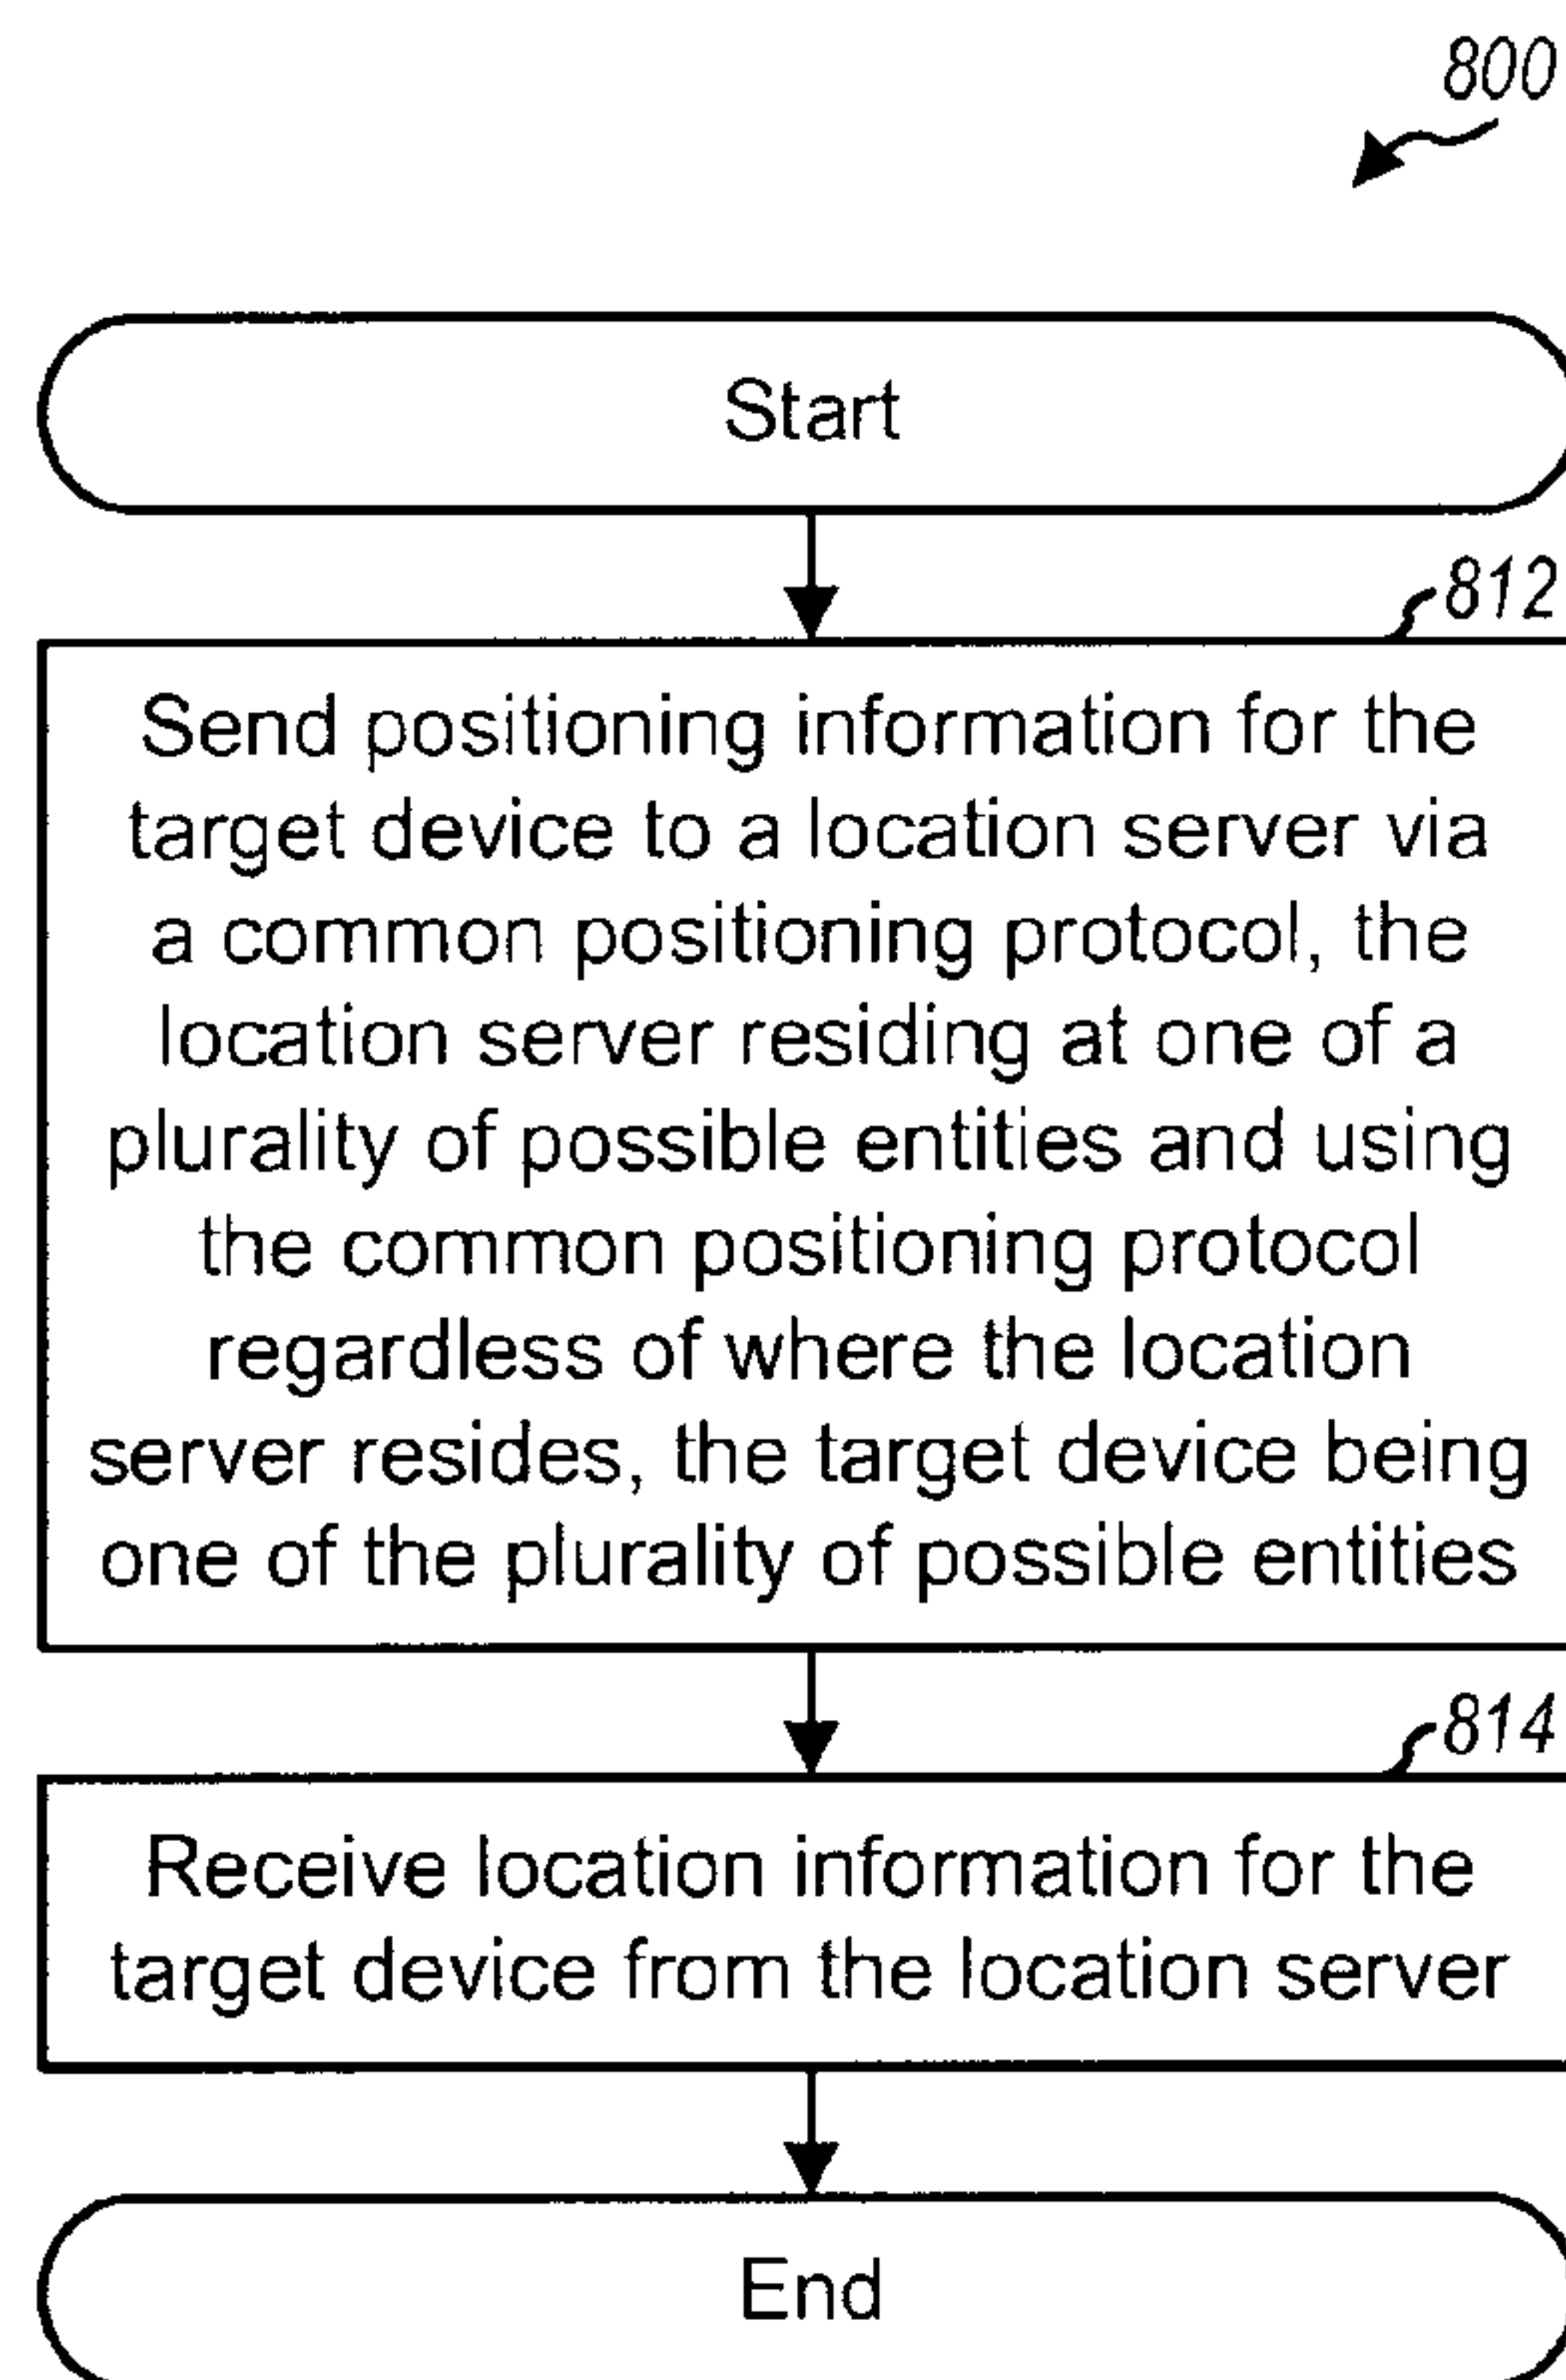 800
Start
812
Send positioning information for the
target device to a location server via
a common positioning protocol, the
location server residing at one of a
plurality of possible entities and using
the common positioning protocol
regardless of where the location
server resides, the target device being
one of the plurality of possible entities
814
Receive location information for the
target device from the location server
End